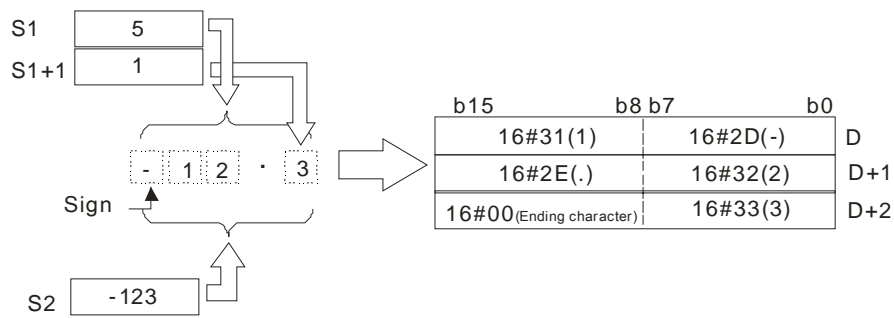 S1 5
S1+1 1
b15 b8 b7 b0
16#31(1) 16#2D(-) D
- 1 2 . 3
16#2E(.) 16#32(2) D+1
Sign
16#00(Ending character) 16#33(3) D+2
S2 -123